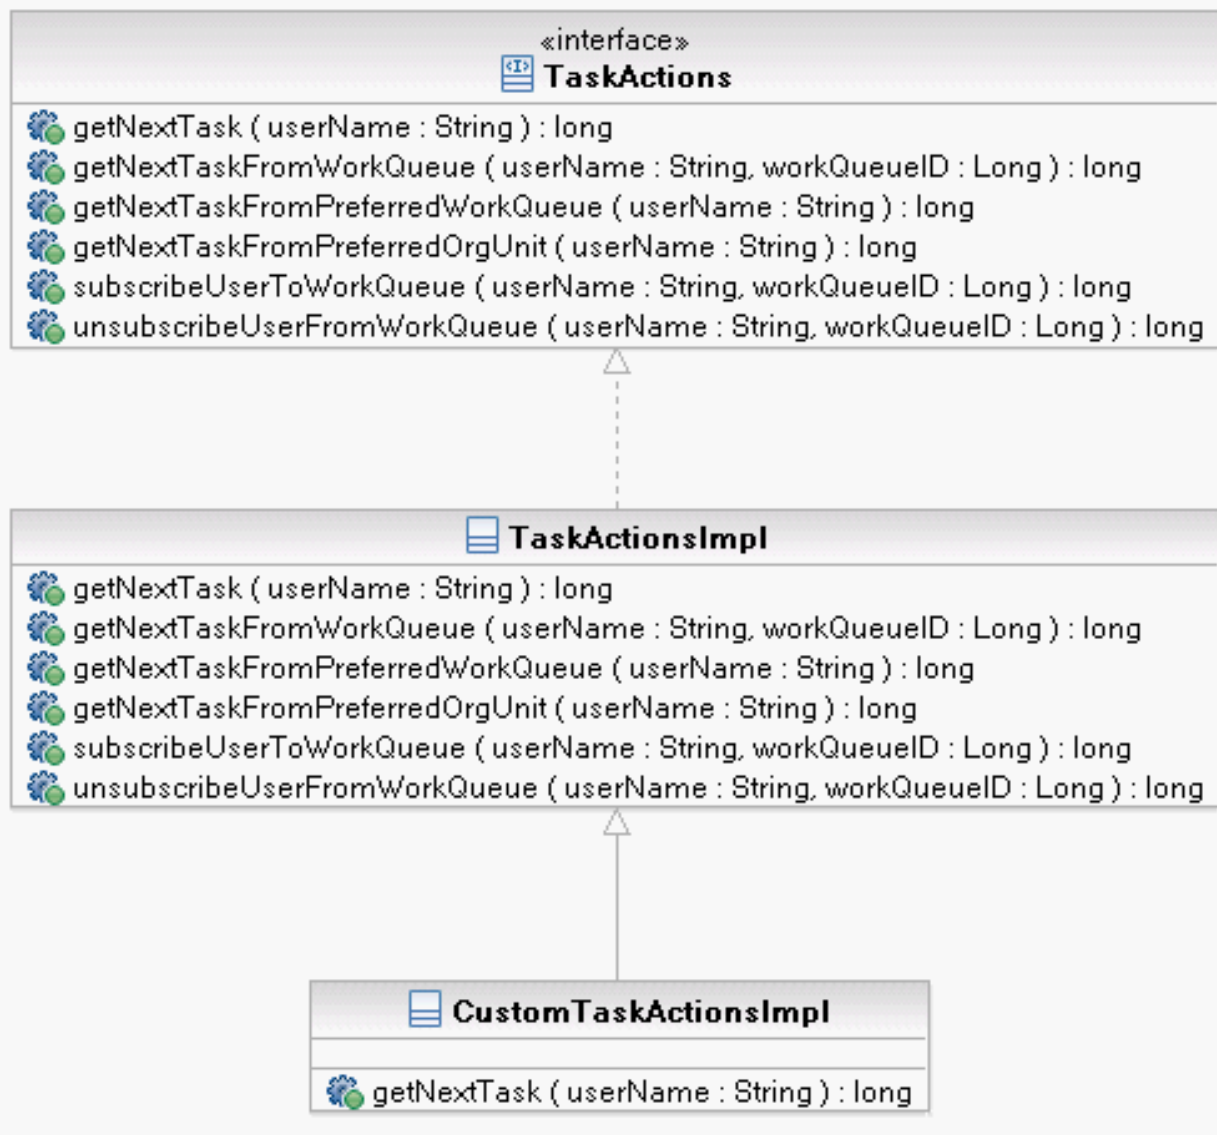 «interface»
TaskActions
getNextTask ( userName : String ) : long
getNextTaskFromWorkQueue ( userName : String, workQueueID : Long ) : long
getNextTaskFromPreferredWorkQueue ( userName : String ) : long
getNextTaskFromPreferredOrgUnit ( userName : String ) : long
subscribeUserToWorkQueue ( userName : String, workQueueID : Long ) : long
unsubscribeUserFromWorkQueue ( userName : String, workQueueID : Long ) : long
TaskActionsImpl
getNextTask ( userName : String ) : long
getNextTaskFromWorkQueue ( userName : String, workQueueID : Long ) : long
getNextTaskFromPreferredWorkQueue ( userName : String ) : long
getNextTaskFromPreferredOrgUnit ( userName : String ) : long
subscribeUserToWorkQueue ( userName : String, workQueueID : Long ) : long
unsubscribeUserFromWorkQueue ( userName : String, workQueueID : Long ) : long
CustomTaskActionsImpl
getNextTask ( userName : String ) : long